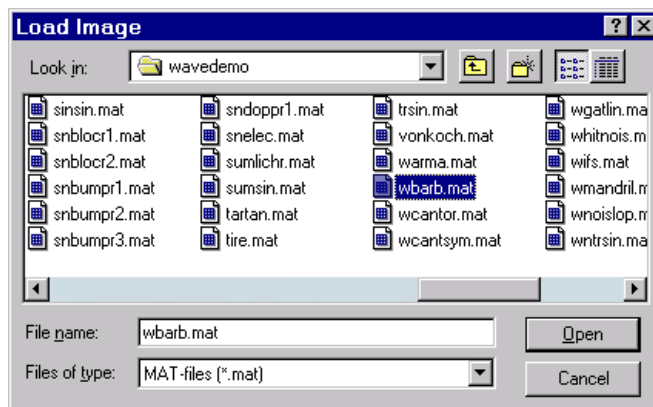 Load Image
Look in: wavedemo
sinsin.mat sndoppr1.mat trsin.mat wgatlin.mat
snblocr1.mat snelec.mat vonkoch.mat whitnois.m
snblocr2.mat sumlichr.mat warma.mat wifs.mat
snbumpr1.mat sumsin.mat wbarb.mat wmandril.m
snbumpr2.mat tartan.mat wcantor.mat wnoislop.m
snbumpr3.mat tire.mat wcantsym.mat wntrsin.ma
File name: wbarb.mat Open
Files of type: MAT-files (*.mat) Cancel